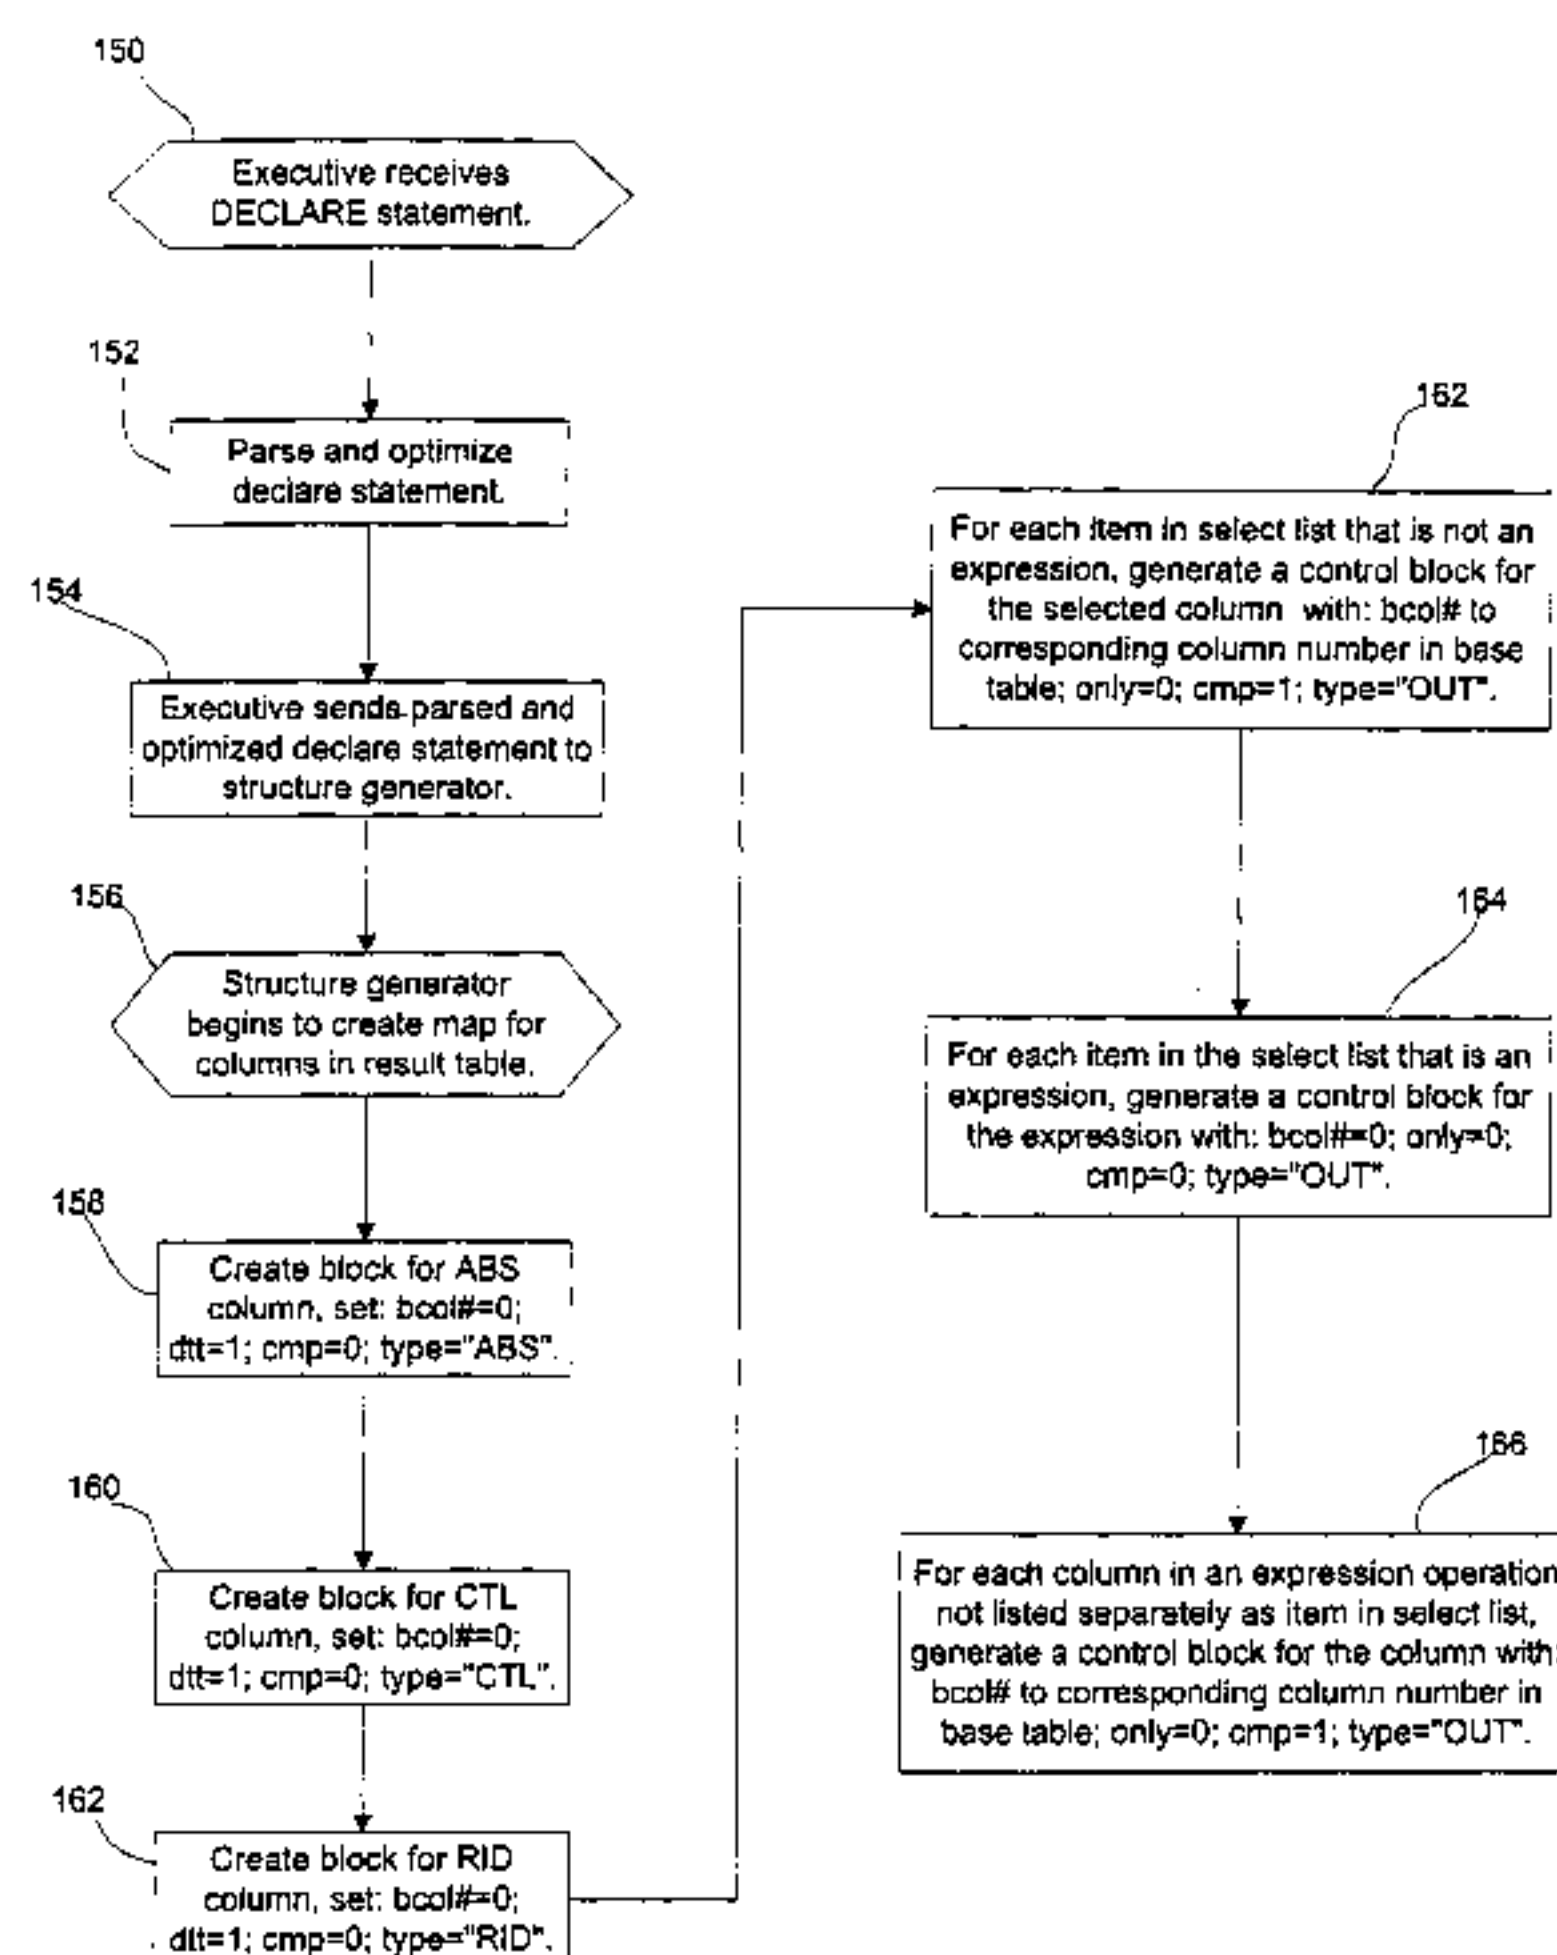 150
Executive receives
DECLARE statement.
152
Parse and optimize
declare statement.
154
Executive sends parsed and
optimized declare statement to
structure generator.
156
Structure generator
begins to create map for
columns in result table.
158
Create block for ABS
column, set: bcol#=0;
dtt=1; cmp=0; type="ABS".
160
Create block for CTL
column, set: bcol#=0;
dtt=1; cmp=0; type="CTL".
162
Create block for RID
column, set: bcol#=0;
dtt=1; cmp=0; type="RID".
162
For each item in select list that is not an
expression, generate a control block for
the selected column with: bcol# to
corresponding column number in base
table; only=0; cmp=1; type="OUT".
164
For each item in the select list that is an
expression, generate a control block for
the expression with: bcol#=0; only=0;
cmp=0; type="OUT".
166
For each column in an expression operation
not listed separately as item in select list,
generate a control block for the column with:
bcol# to corresponding column number in
base table; only=0; cmp=1; type="OUT".